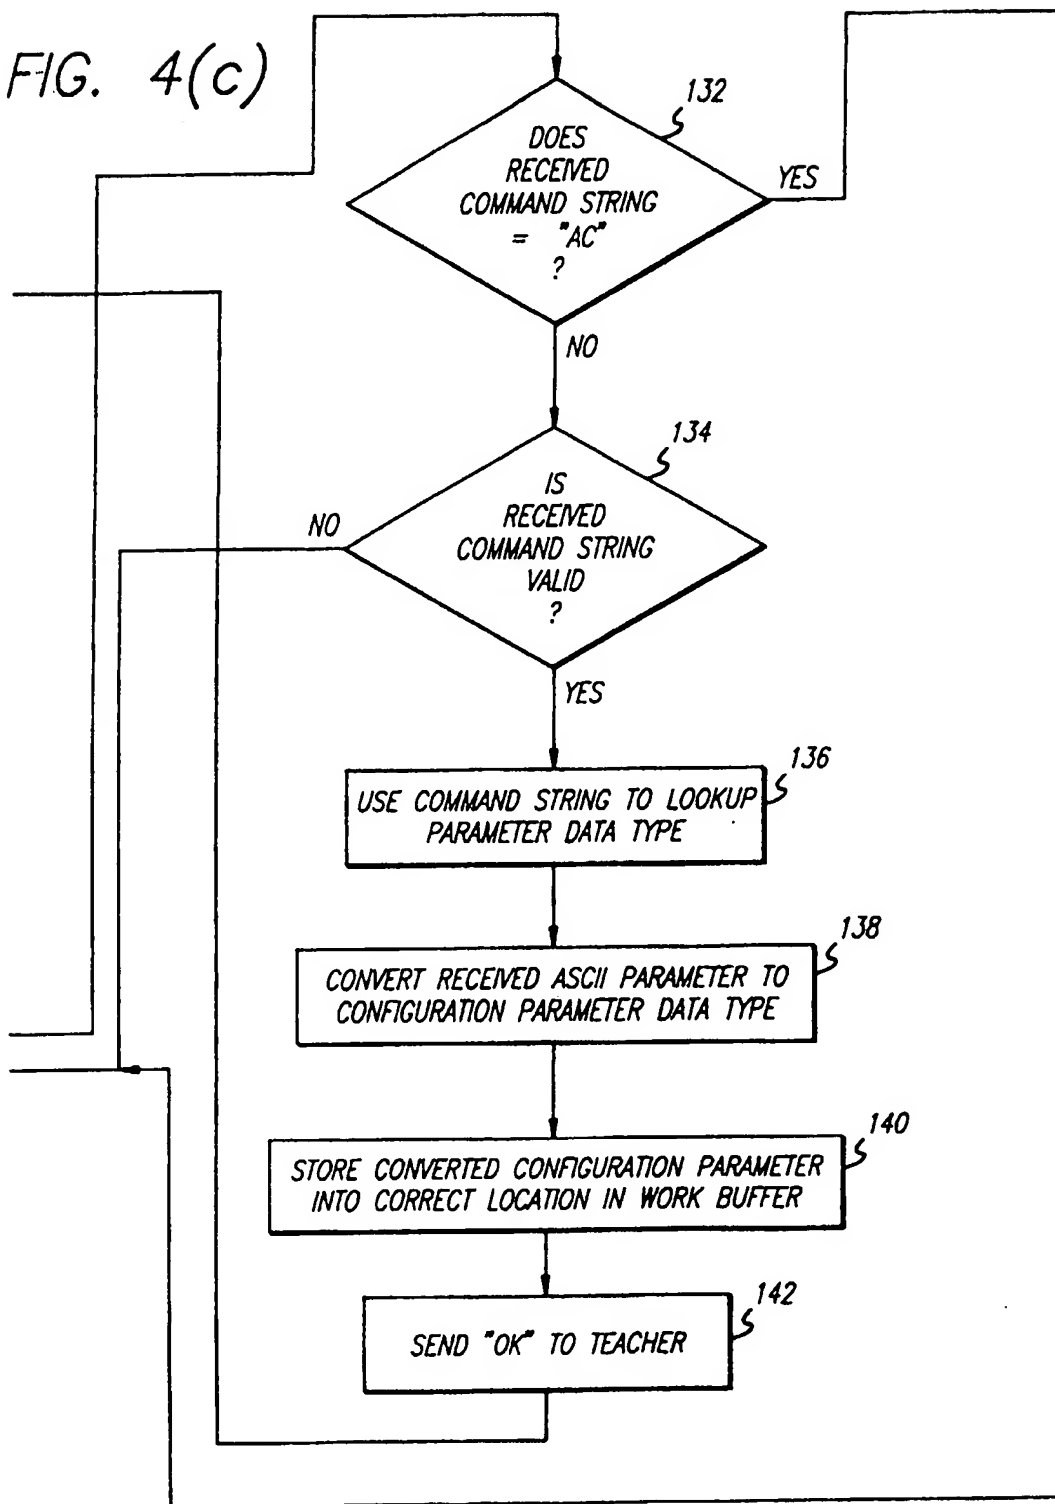 FIG. 4(c)
132
DOES
RECEIVED
COMMAND STRING
= "AC"
?
YES
NO
134
IS
RECEIVED
COMMAND STRING
VALID
?
NO
YES
136
USE COMMAND STRING TO LOOKUP
PARAMETER DATA TYPE
138
CONVERT RECEIVED ASCII PARAMETER TO
CONFIGURATION PARAMETER DATA TYPE
140
STORE CONVERTED CONFIGURATION PARAMETER
INTO CORRECT LOCATION IN WORK BUFFER
142
SEND "OK" TO TEACHER